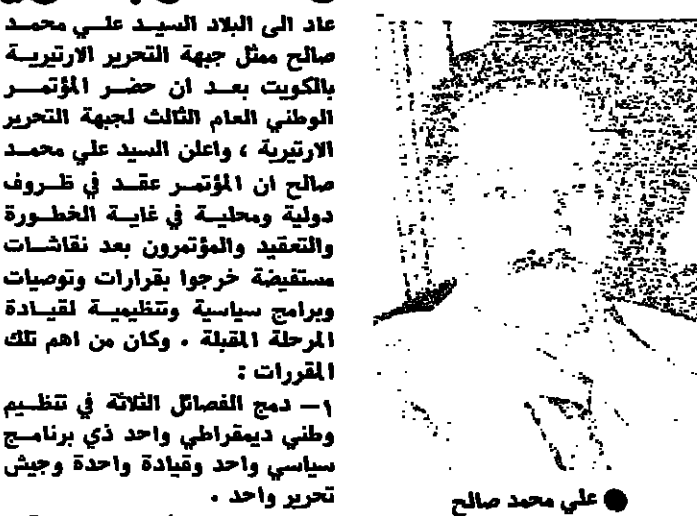 عاد الى البلاد السيد علي محمد
صالح ممثل جبهة التحرير الارتيرية
بالكويت بعد ان حضر المؤتمر
الوطني العام الثالث لجبهة التحرير
الارتيرية ، واعلن السيد علي محمد
صالح ان المؤتمر عقد في ظروف
دولية ومحلية في غاية الخطورة
والتعقيد والمؤتمرون بعد نقاشات
مستفيضة خرجوا بقرارات وتوصيات
وبرامج سياسية وتنظيمية لقيادة
المرحلة المقبلة . وكان من اهم تلك
المقررات :
١— دمج الفصائل الثلاثة في تنظيم
وطني ديمقراطي واحد ذي برنامج
سياسي واحد وقيادة واحدة وجيش
تحرير واحد .
● علي محمد صالح